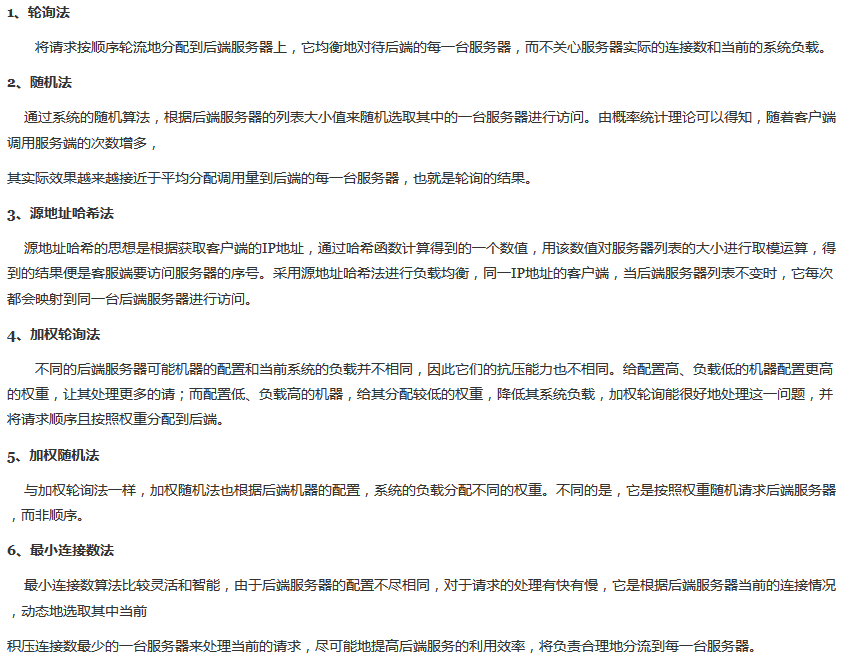 1、轮询法
将请求按顺序轮流地分配到后端服务器上，它均衡地对待后端的每一台服务器，而不关心服务器实际的连接数和当前的系统负载。
2、随机法
通过系统的随机算法，根据后端服务器的列表大小值来随机选取其中的一台服务器进行访问。由概率统计理论可以得知，随着客户端
调用服务端的次数增多，
其实际效果越来越接近于平均分配调用量到后端的每一台服务器，也就是轮询的结果。
3、源地址哈希法
源地址哈希的思想是根据获取客户端的IP地址，通过哈希函数计算得到的一个数值，用该数值对服务器列表的大小进行取模运算，得
到的结果便是客服端要访问服务器的序号。采用源地址哈希法进行负载均衡，同一IP地址的客户端，当后端服务器列表不变时，它每次
都会映射到同一台后端服务器进行访问。
4、加权轮询法
不同的后端服务器可能机器的配置和当前系统的负载并不相同，因此它们的抗压能力也不相同。给配置高、负载低的机器配置更高
的权重，让其处理更多的请；而配置低、负载高的机器，给其分配较低的权重，降低其系统负载，加权轮询能很好地处理这一问题，并
将请求顺序且按照权重分配到后端。
5、加权随机法
与加权轮询法一样，加权随机法也根据后端机器的配置，系统的负载分配不同的权重。不同的是，它是按照权重随机请求后端服务器
，而非顺序。
6、最小连接数法
最小连接数算法比较灵活和智能，由于后端服务器的配置不尽相同，对于请求的处理有快有慢，它是根据后端服务器当前的连接情况
，动态地选取其中当前
积压连接数最少的一台服务器来处理当前的请求，尽可能地提高后端服务的利用效率，将负责合理地分流到每一台服务器。